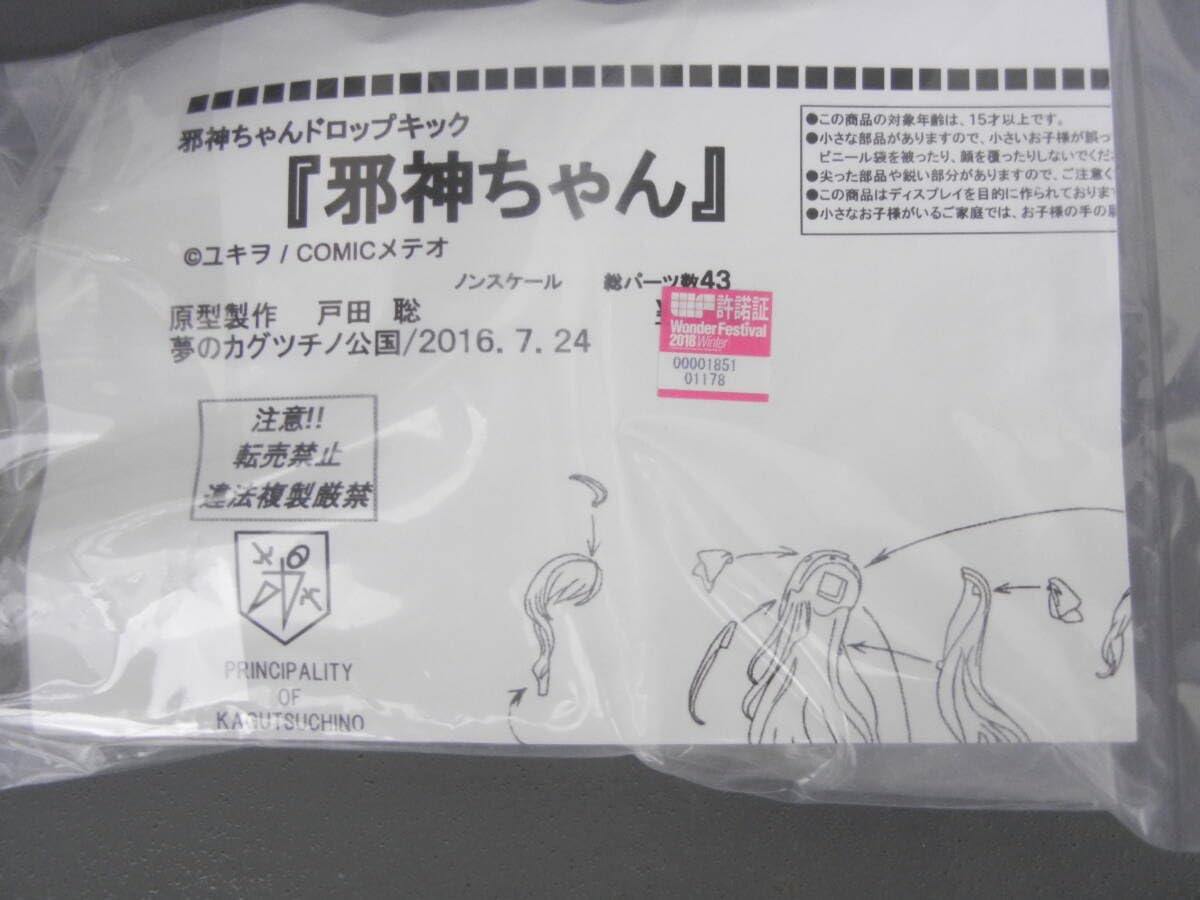 邪神ちゃんドロップキック
『邪神ちゃん』
©ユキヲ / COMICメテオ
ノンスケール 総パーツ数43
原型製作 戸田 聡
夢のカグツチノ公国/2016. 7. 24
●この商品の対象年齢は、15才以上です。
●小さな部品がありますので、小さいお子様が誤っ
ビニール袋を被ったり、顔を覆ったりしないでくだ
●尖った部品や鋭い部分がありますので、ご注意く
●この商品はディスプレイを目的に作られておりま
●小さなお子様がいるご家庭では、お子様の手の
許諾証
Wonder Festival
2018 Winter
00001851
01178
注意!!
転売禁止
違法複製厳禁
PRINCIPALITY
OF
KAGUTSUCHINO